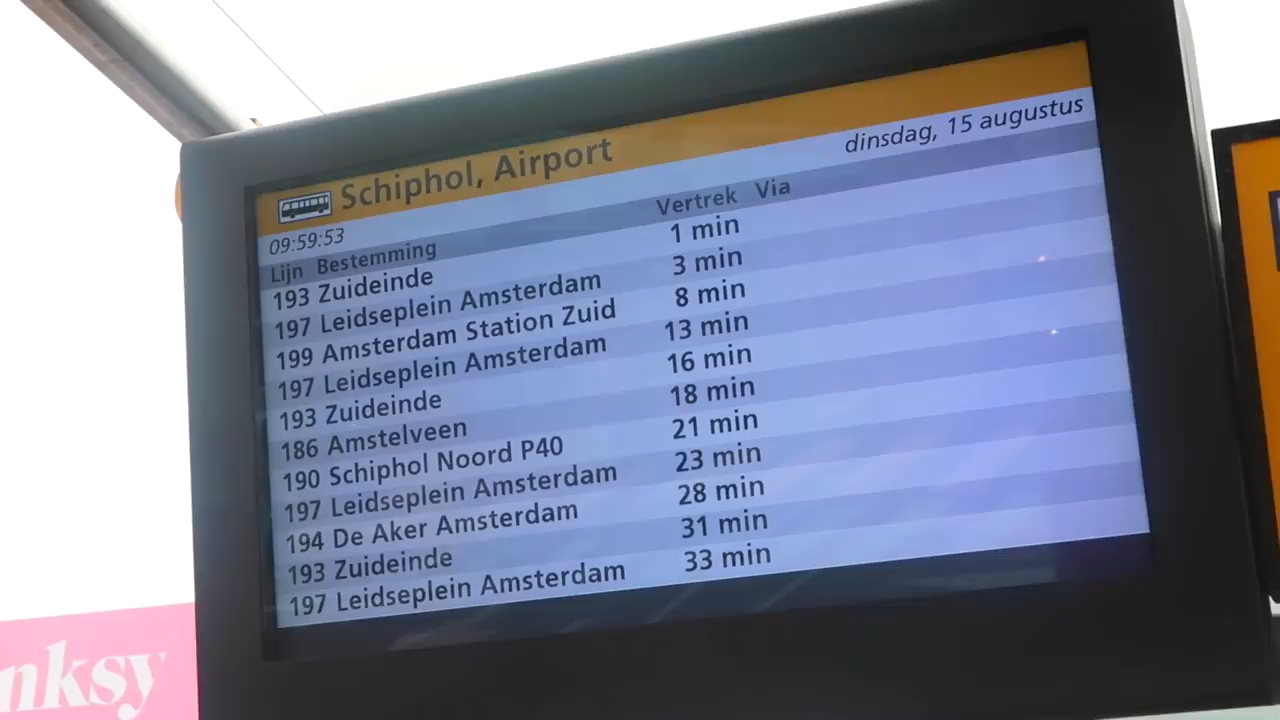 Schiphol, Airport
dinsdag, 15 augustus
09:59:53
Lijn Bestemming Vertrek Via
193 Zuideinde 1 min
197 Leidseplein Amsterdam 3 min
199 Amsterdam Station Zuid 8 min
197 Leidseplein Amsterdam 13 min
193 Zuideinde 16 min
186 Amstelveen 18 min
190 Schiphol Noord P40 21 min
197 Leidseplein Amsterdam 23 min
194 De Aker Amsterdam 28 min
193 Zuideinde 31 min
197 Leidseplein Amsterdam 33 min
nksy